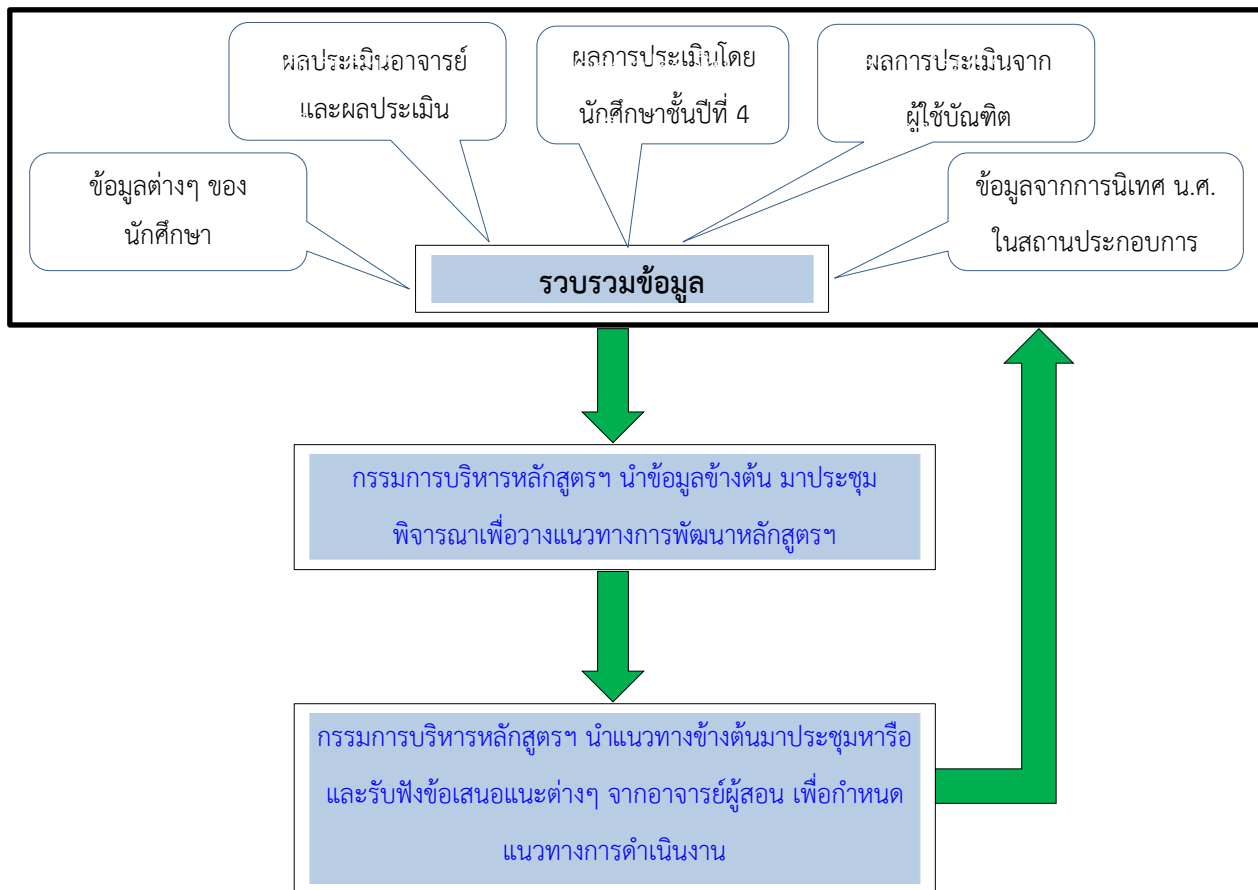 ผลประเมินอาจารย์
และผลประเมิน
ผลการประเมินโดย
นักศึกษาชั้นปีที่ 4
ผลการประเมินจาก
ผู้ใช้บัณฑิต
ข้อมูลต่างๆ ของ
นักศึกษา
ข้อมูลจากการนิเทศ น.ศ.
ในสถานประกอบการ
รวบรวมข้อมูล
กรรมการบริหารหลักสูตรฯ นำข้อมูลข้างต้น มาประชุม
พิจารณาเพื่อวางแนวทางการพัฒนาหลักสูตรฯ
กรรมการบริหารหลักสูตรฯ นำแนวทางข้างต้นมาประชุมหารือ
และรับฟังข้อเสนอแนะต่างๆ จากอาจารย์ผู้สอน เพื่อกำหนด
แนวทางการดำเนินงาน